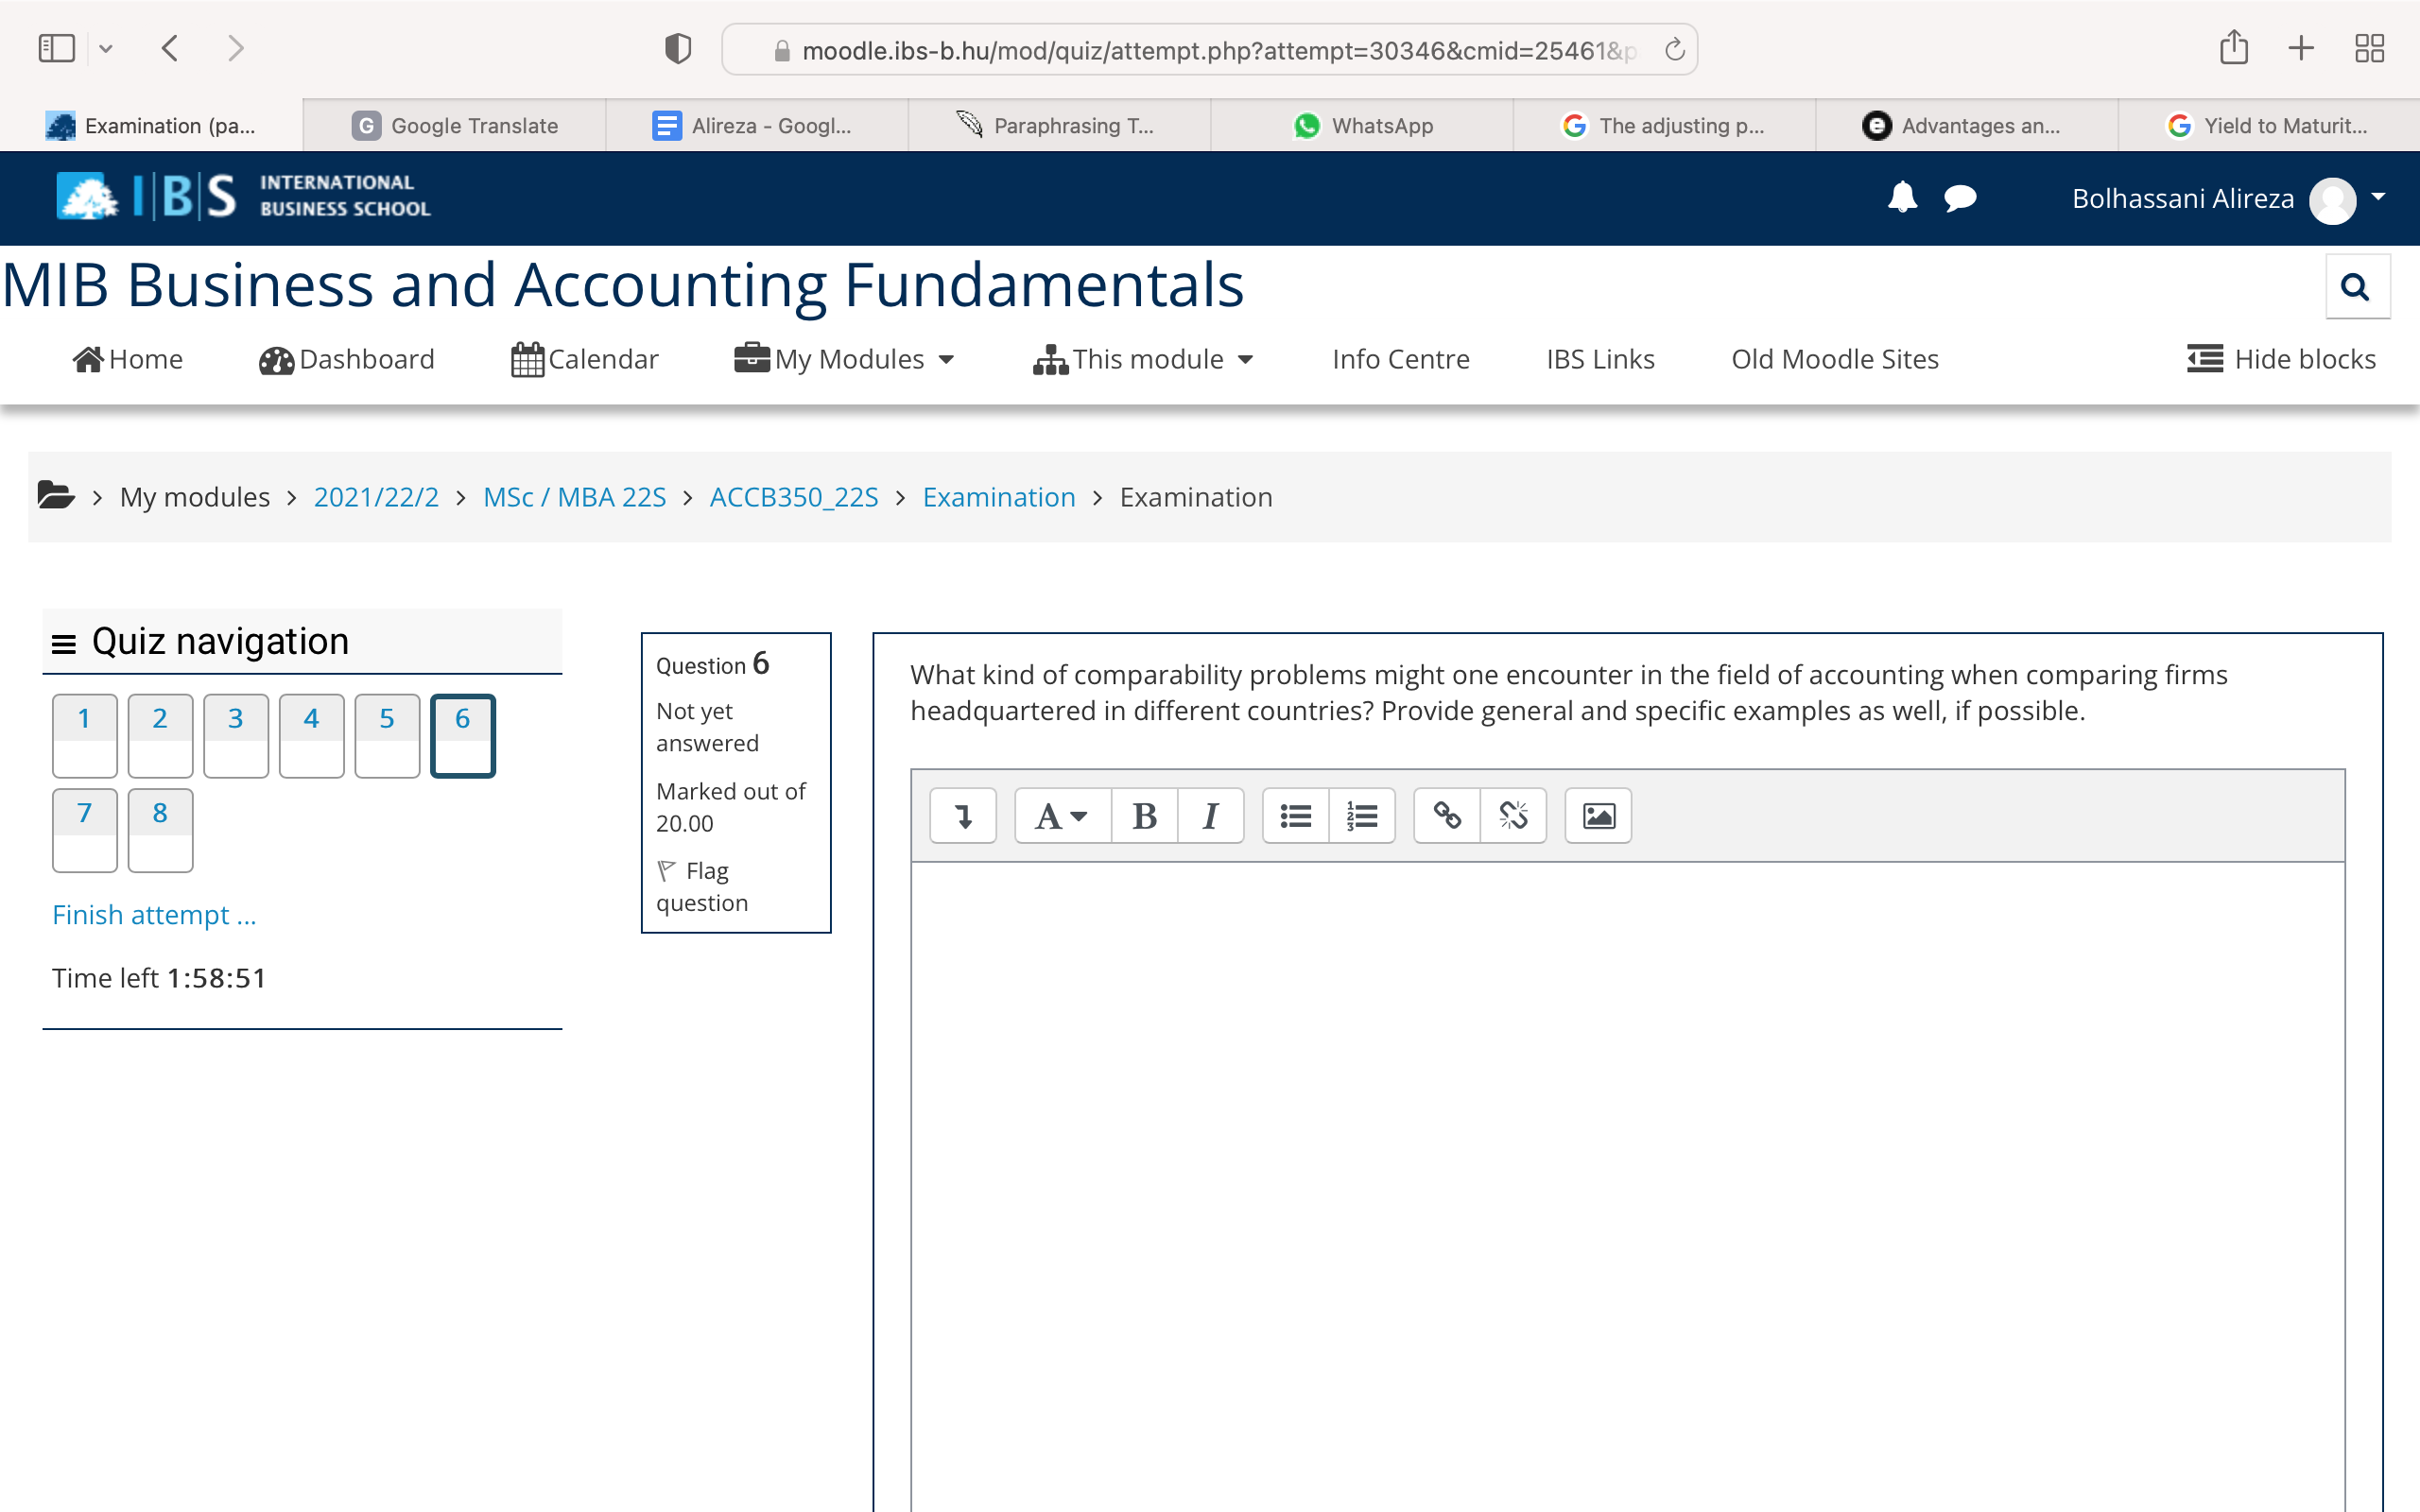 moodle.ibs-b.hu/mod/quiz/attempt.php?attempt=30346&cmid=25461&p
Examination (pa...
G Google Translate
Alireza - Googl...
Paraphrasing T...
WhatsApp
The adjusting p...
Advantages an...
Yield to Maturit...
IBS INTERNATIONAL
BUSINESS SCHOOL
Bolhassani Alireza
MIB Business and Accounting Fundamentals
Home
Dashboard
Calendar
My Modules
This module
Info Centre
IBS Links
Old Moodle Sites
Hide blocks
My modules > 2021/22/2 > MSc / MBA 22S > ACCB350_22S > Examination > Examination
Quiz navigation
1 2 3 4 5 6
7 8
Finish attempt ...
Time left 1:58:51
Question 6
Not yet
answered
Marked out of
20.00
Flag
question
What kind of comparability problems might one encounter in the field of accounting when comparing firms
headquartered in different countries? Provide general and specific examples as well, if possible.
A B I